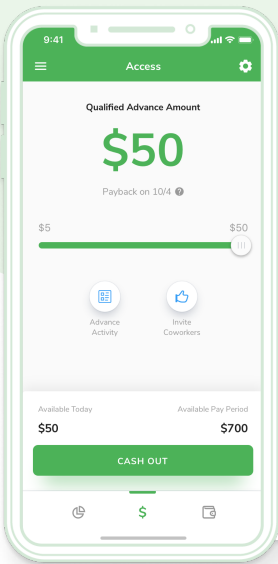 9:41
Access
Qualified Advance Amount
$50
Payback on 10/4 ?
$5 $50
Advance Activity
Invite Coworkers
Available Today Available Pay Period
$50 $700
CASH OUT
$